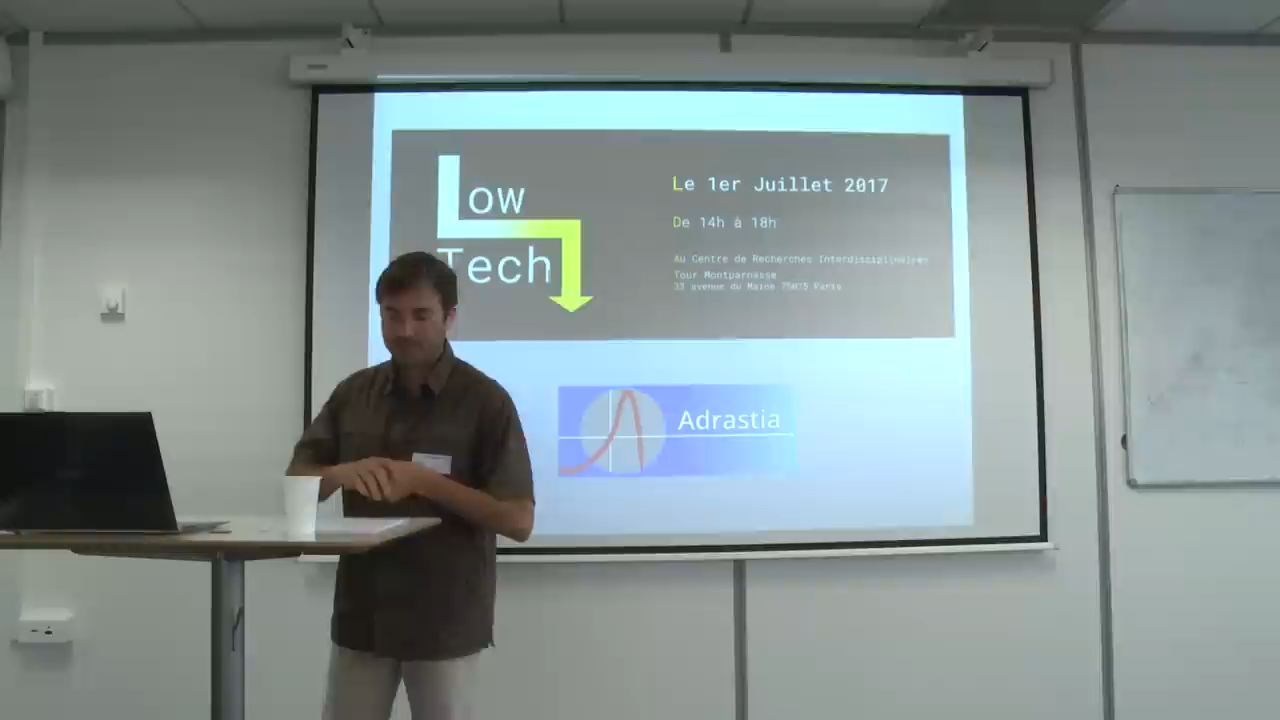 Low
Tech
Le 1er Juillet 2017
De 14h à 18h
Au Centre de Recherches Interdisciplinaires
Tour Montparnasse
33 avenue du Maine 75015 Paris
Adrastia